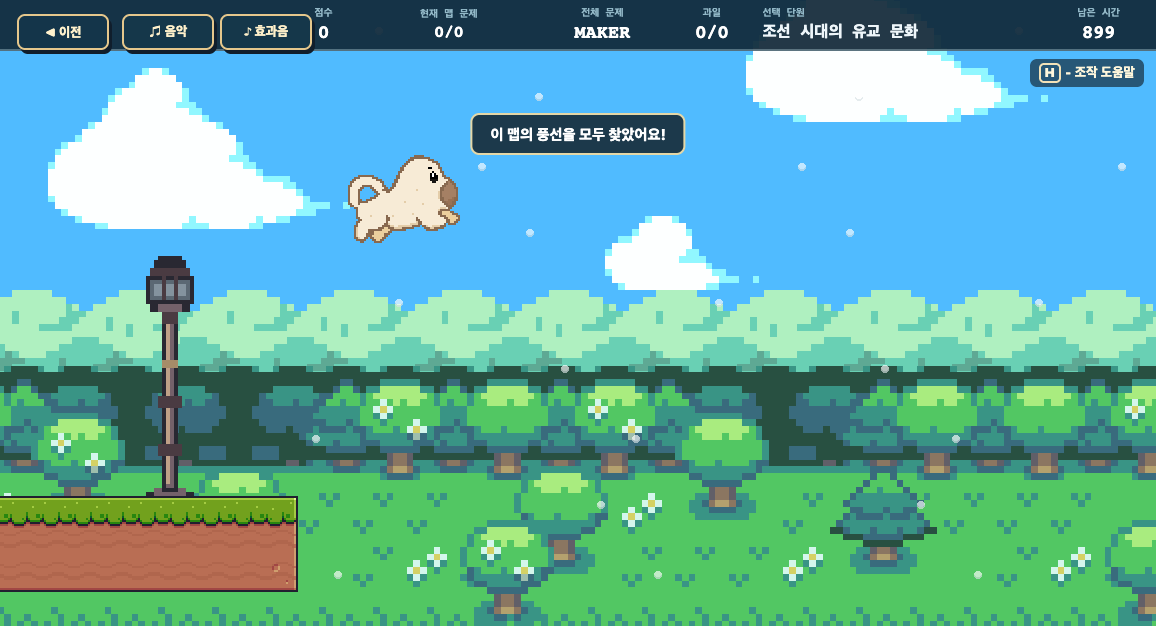 ◀ 이전
♫ 음악
♪ 효과음
점수
0
현재 맵 문제
0/0
전체 문제
MAKER
과일
0/0
선택 단원
조선 시대의 유교 문화
남은 시간
899
H - 조작 도움말
이 맵의 풍선을 모두 찾았어요!